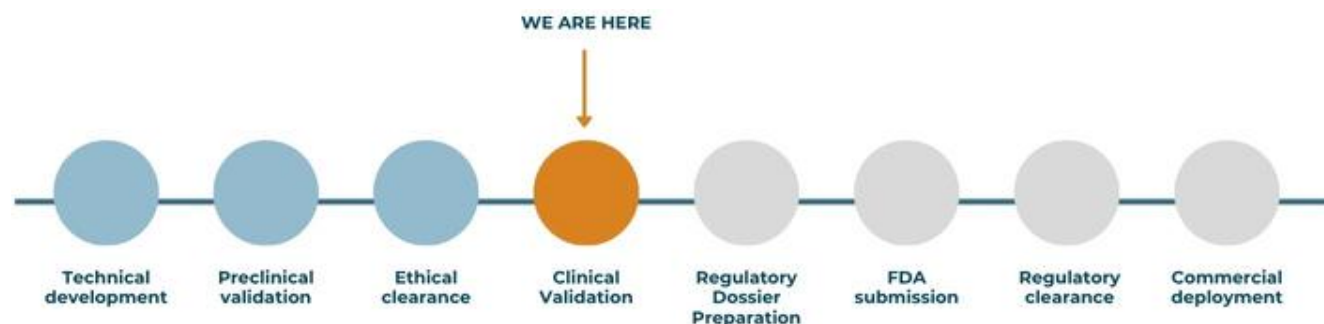 WE ARE HERE
Technical
development
Preclinical
validation
Ethical
clearance
Clinical
Validation
Regulatory
Dossier
Preparation
FDA
submission
Regulatory
clearance
Commercial
deployment